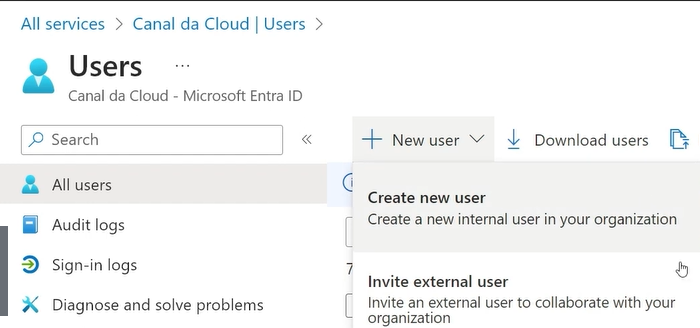 All services > Canal da Cloud | Users >
Users ...
Canal da Cloud - Microsoft Entra ID
Search
«
+ New user
Download users
All users
Create new user
Create a new internal user in your organization
Audit logs
7
Sign-in logs
Invite external user
Invite an external user to collaborate with your
organization
Diagnose and solve problems